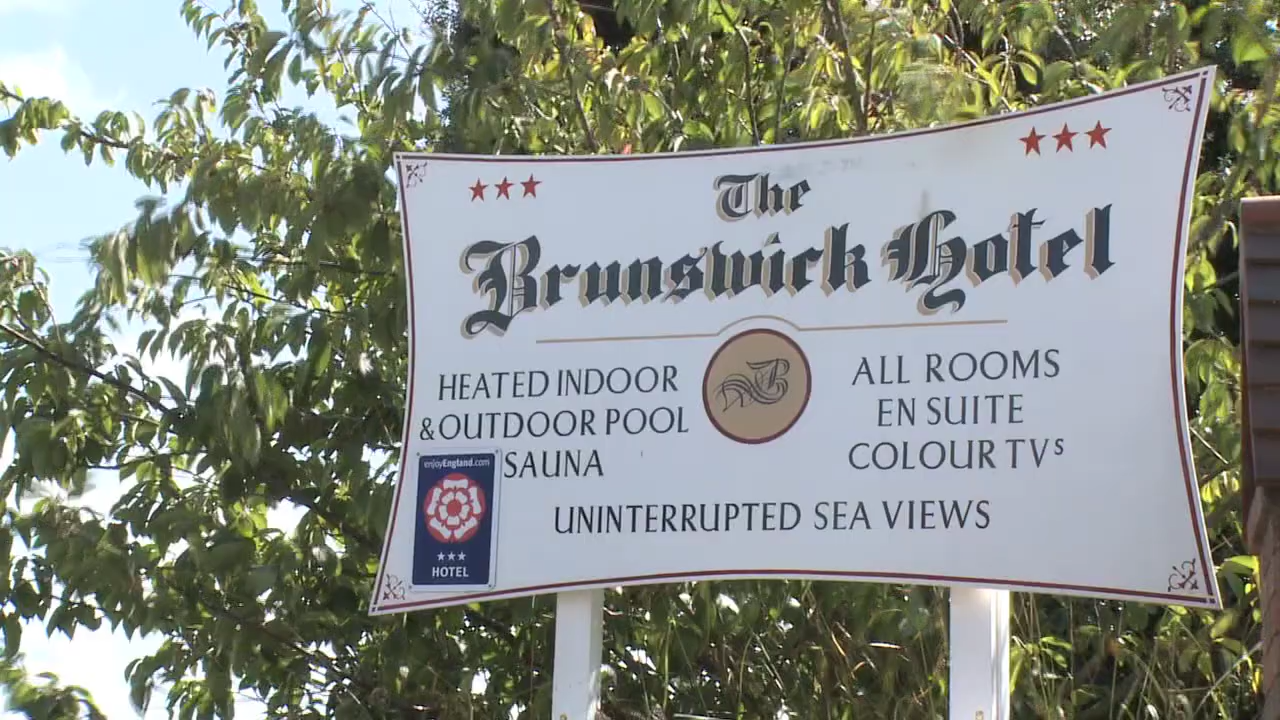 The
Brunswick Hotel
HEATED INDOOR
&OUTDOOR POOL
SAUNA
B
ALL ROOMS
EN SUITE
COLOUR TVS
UNINTERRUPTED SEA VIEWS
enjoyEngland.com
HOTEL